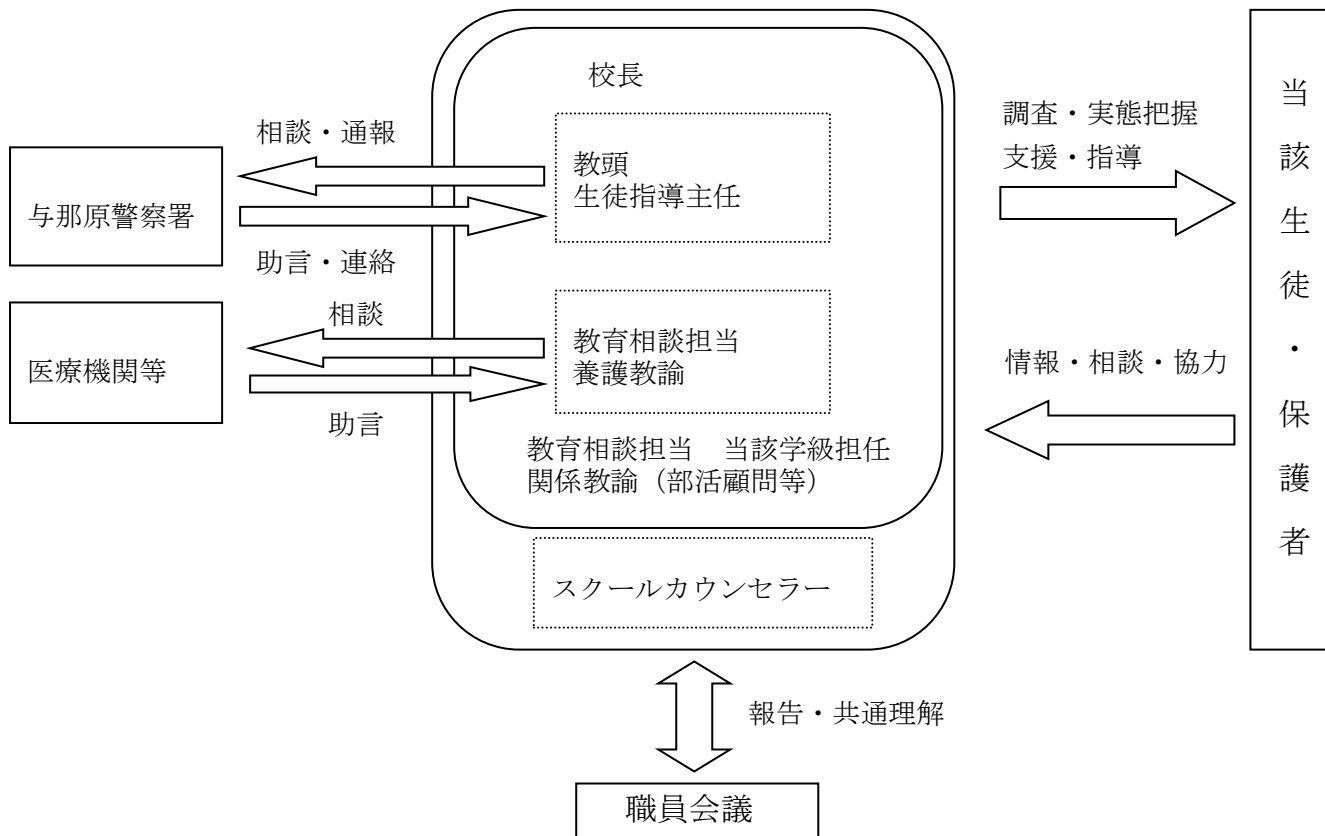 校長
相談・通報
教頭
生徒指導主任
与那原警察署
助言・連絡
相談
教育相談担当
養護教諭
医療機関等
助言
教育相談担当　当該学級担任
関係教諭（部活顧問等）
スクールカウンセラー
調査・実態把握
支援・指導
情報・相談・協力
当該生徒・保護者
報告・共通理解
職員会議